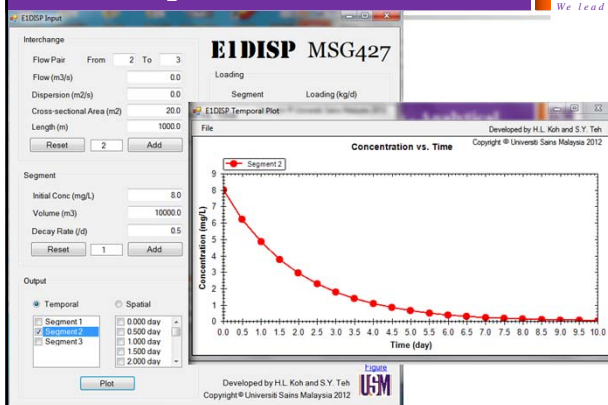 We lead
E1DISP Input
Interchange
Flow Pair From 2 To 3
Flow (m3/s) 0.0
Dispersion (m2/s) 0.0
Cross-sectional Area (m2) 20.0
Length (m) 1000.0
Reset 2 Add
Segment
Initial Conc (mg/L) 8.0
Volume (m3) 10000.0
Decay Rate (/d) 0.5
Reset 1 Add
Output
Temporal Spatial
Segment 1
Segment 2
Segment 3
0.000 day
0.500 day
1.000 day
1.500 day
2.000 day
Plot
E1DISP MSG427
Loading
Segment Loading (kg/d)
E1DISP Temporal Plot
File
Developed by H.L. Koh and S.Y. Teh
Copyright © Universiti Sains Malaysia 2012
Concentration vs. Time
Segment 2
Concentration (mg/L)
9
8
7
6
5
4
3
2
1
0
0.0 0.5 1.0 1.5 2.0 2.5 3.0 3.5 4.0 4.5 5.0 5.5 6.0 6.5 7.0 7.5 8.0 8.5 9.0 9.5 10.0
Time (day)
Figure
Developed by H.L. Koh and S.Y. Teh
Copyright © Universiti Sains Malaysia 2012
USM